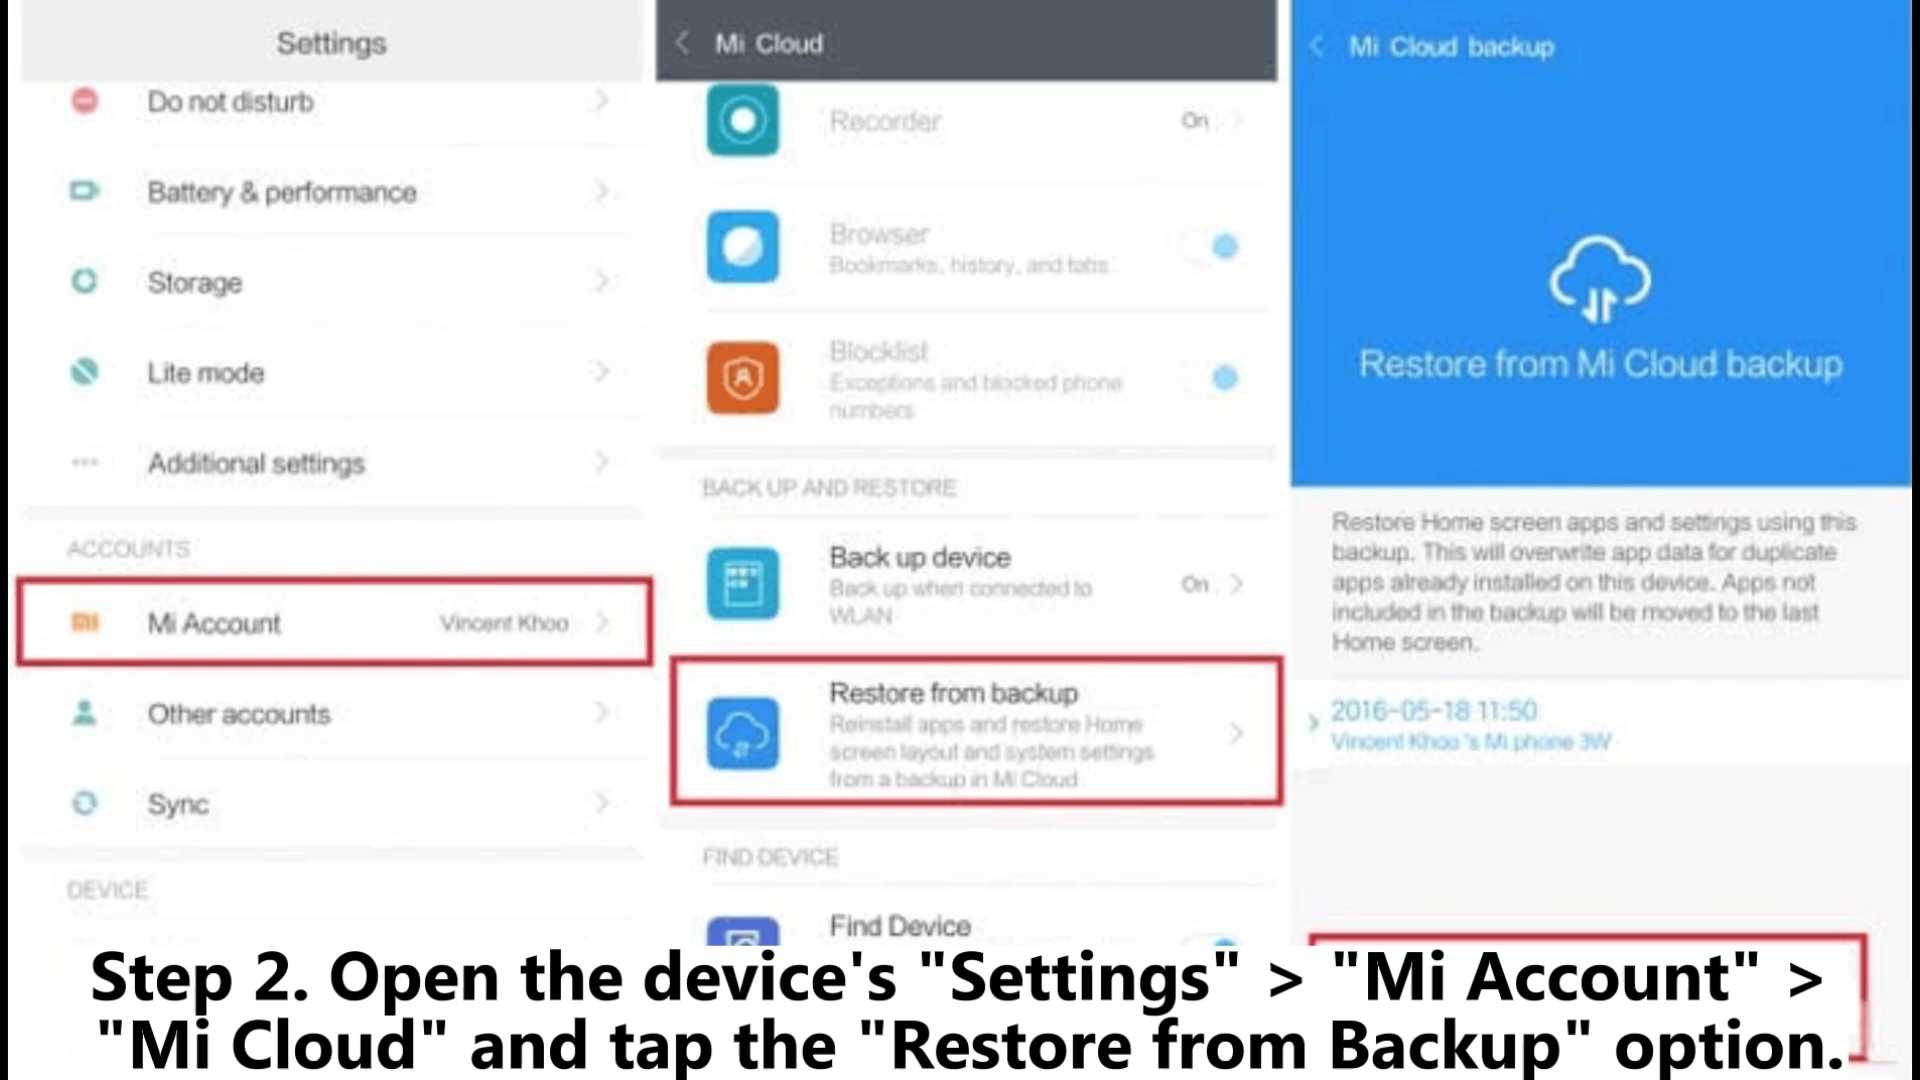 Settings
Do not disturb
Battery & performance
Storage
Lite mode
Additional settings
ACCOUNTS
Mi Account
Vincent Khoo
Other accounts
Sync
DEVICE
Mi Cloud
Recorder
On
Browser
Bookmarks, history, and tabs
Blocklist
Exceptions and blocked phone
numbers
BACK UP AND RESTORE
Back up device
Back up when connected to
WLAN
On
Restore from backup
Reinstall apps and restore Home
screen layout and system settings
from a backup in Mi Cloud
FIND DEVICE
Find Device
Mi Cloud backup
Restore from Mi Cloud backup
Restore Home screen apps and settings using this
backup. This will overwrite app data for duplicate
apps already installed on this device. Apps not
included in the backup will be moved to the last
Home screen.
2016-05-18 11:50
Vincent Khoo 's Mi phone 3W
Step 2. Open the device's "Settings" > "Mi Account" >
"Mi Cloud" and tap the "Restore from Backup" option.